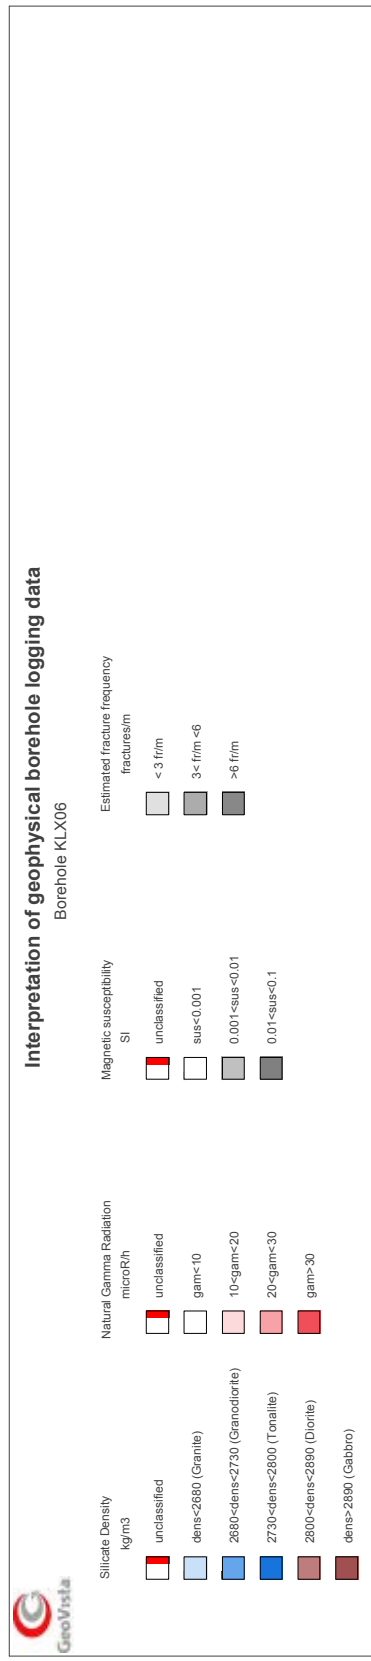 GeoVista
Interpretation of geophysical borehole logging data
Borehole KLX06
Silicate Density
kg/m3
unclassified
dens<2680 (Granite)
2680<dens<2730 (Granodiorite)
2730<dens<2800 (Tonalite)
2800<dens<2890 (Diorite)
dens>2890 (Gabbro)
Natural Gamma Radiation
microR/h
unclassified
gam<10
10<gam<20
20<gam<30
gam>30
Magnetic susceptibility
SI
unclassified
sus<0.001
0.001<sus<0.01
0.01<sus<0.1
Estimated fracture frequency
fractures/m
< 3 fr/m
3< fr/m <6
>6 fr/m